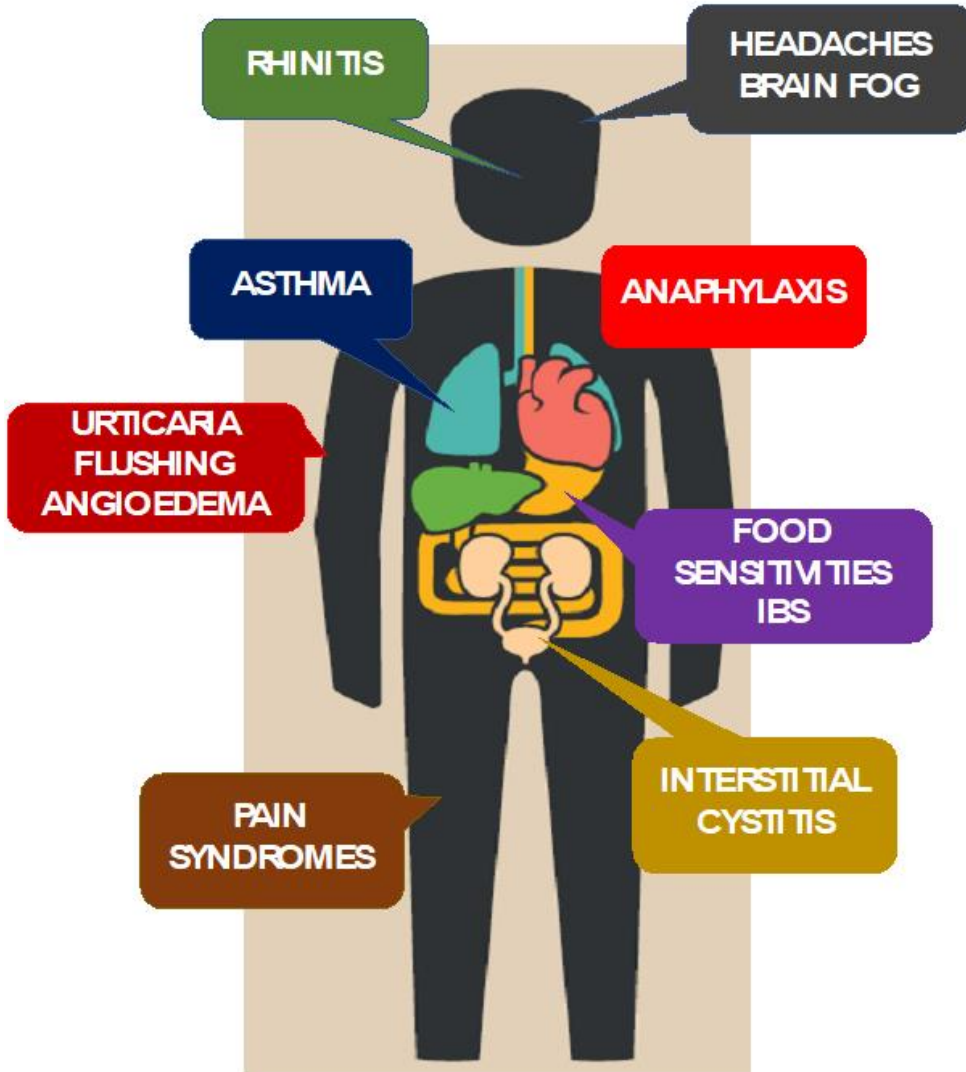 RHINITIS
HEADACHES
BRAIN FOG
ASTHMA
ANAPHYLAXIS
URTICARIA
FLUSHING
ANGIOEDEMA
FOOD
SENSITIVITIES
IBS
INTERSTITIAL
CYSTITIS
PAIN
SYNDROMES